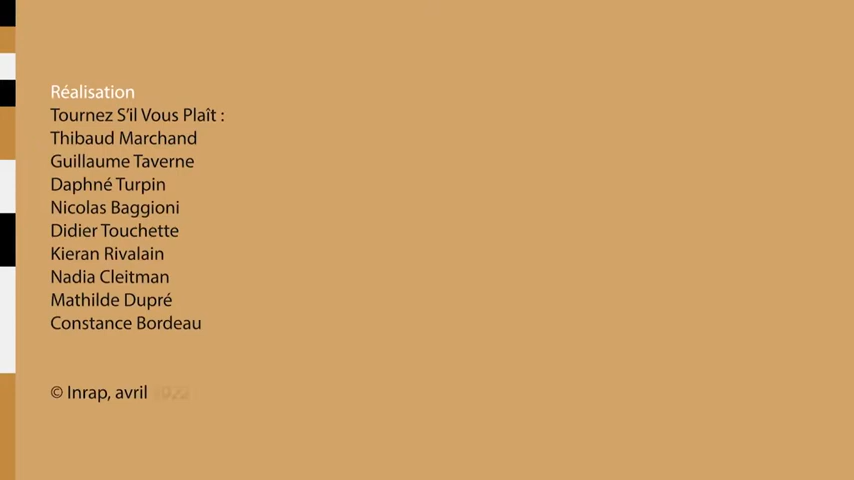 Réalisation
Tournez S'il Vous Plaît :
Thibaud Marchand
Guillaume Taverne
Daphné Turpin
Nicolas Baggioni
Didier Touchette
Kieran Rivalain
Nadia Cleitman
Mathilde Dupré
Constance Bordeau
© Inrap, avril